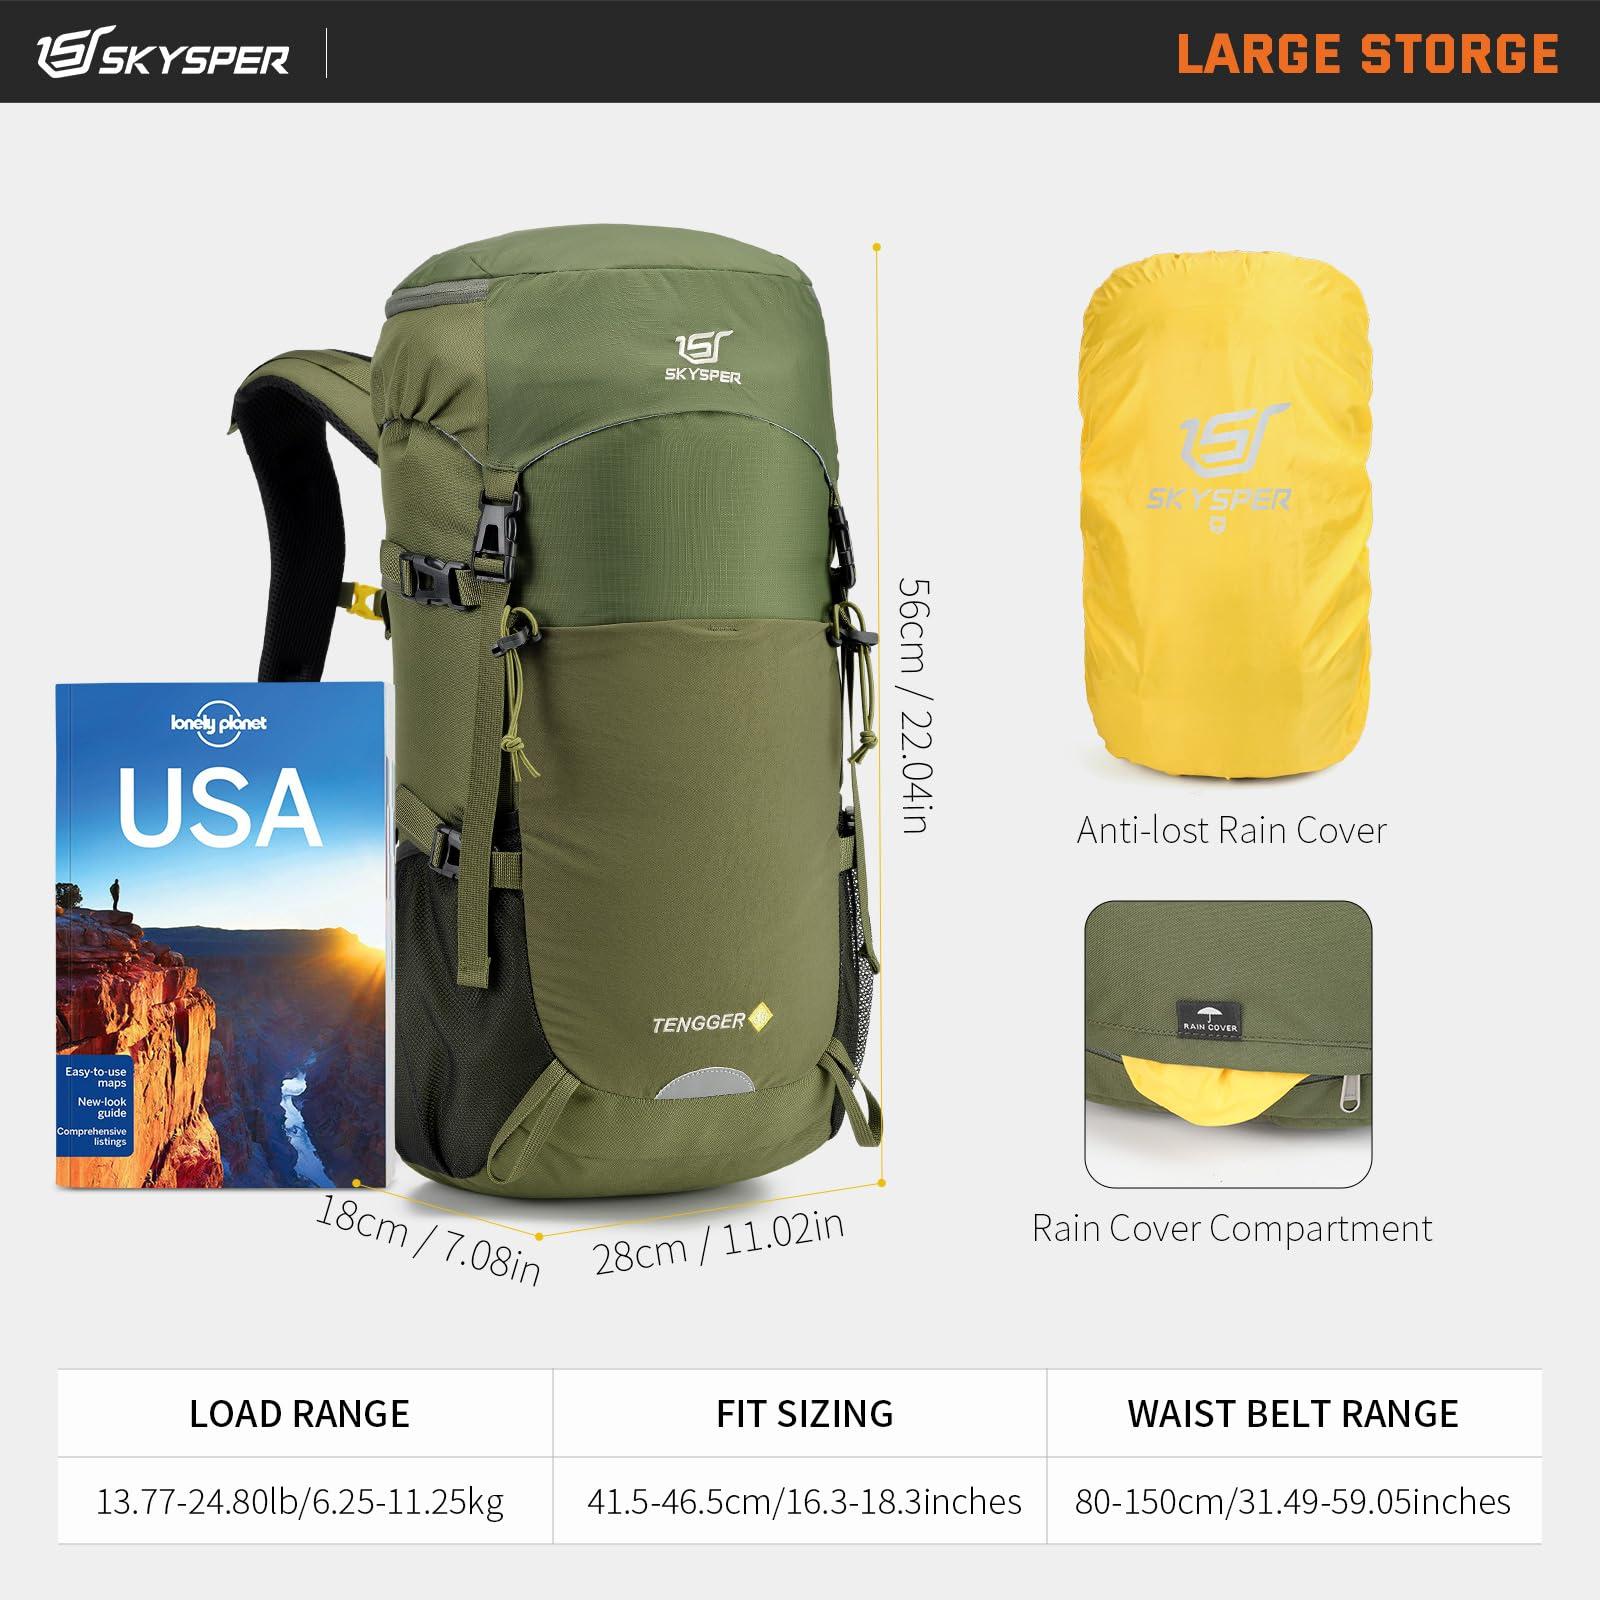 SKYSPER
LARGE STORGE
SKYSPER
SKYSPER
56cm / 22.04in
lonely planet
USA
Easy-to-use
maps
New-look
guide
Comprehensive
listings
TENGGER
18cm / 7.08in
28cm / 11.02in
Anti-lost Rain Cover
RAIN COVER
Rain Cover Compartment
LOAD RANGE
FIT SIZING
WAIST BELT RANGE
13.77-24.80lb/6.25-11.25kg
41.5-46.5cm/16.3-18.3inches
80-150cm/31.49-59.05inches